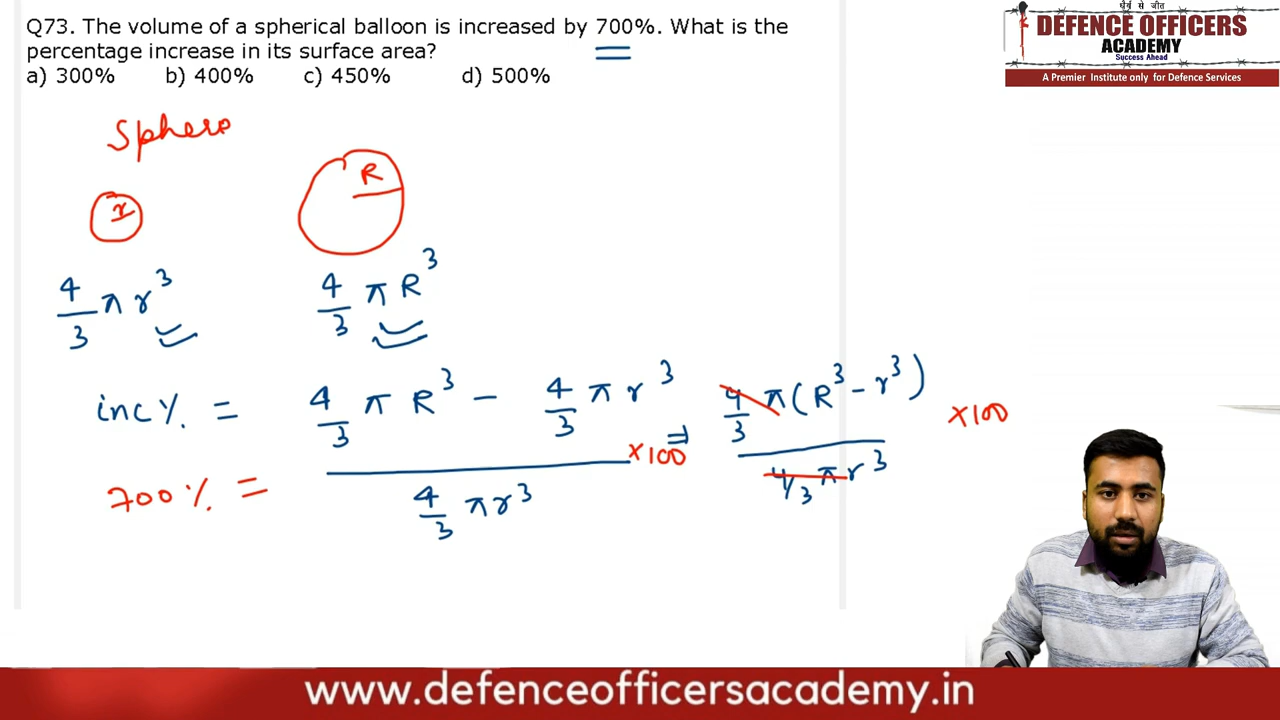 Q73. The volume of a spherical balloon is increased by 700%. What is the
percentage increase in its surface area?
a) 300% b) 400% c) 450% d) 500%
धैर्य से जीत
DEFENCE OFFICERS
ACADEMY
Success Ahead
A Premier Institute only for Defence Services
Sphere
r R
4/3 π r³ 4/3 π R³
inc% = 4/3 π R³ - 4/3 π r³ ×100 ⇒ 4/3 π (R³ - r³) ×100
700% = 4/3 π r³ 4/3 π r³
www.defenceofficersacademy.in